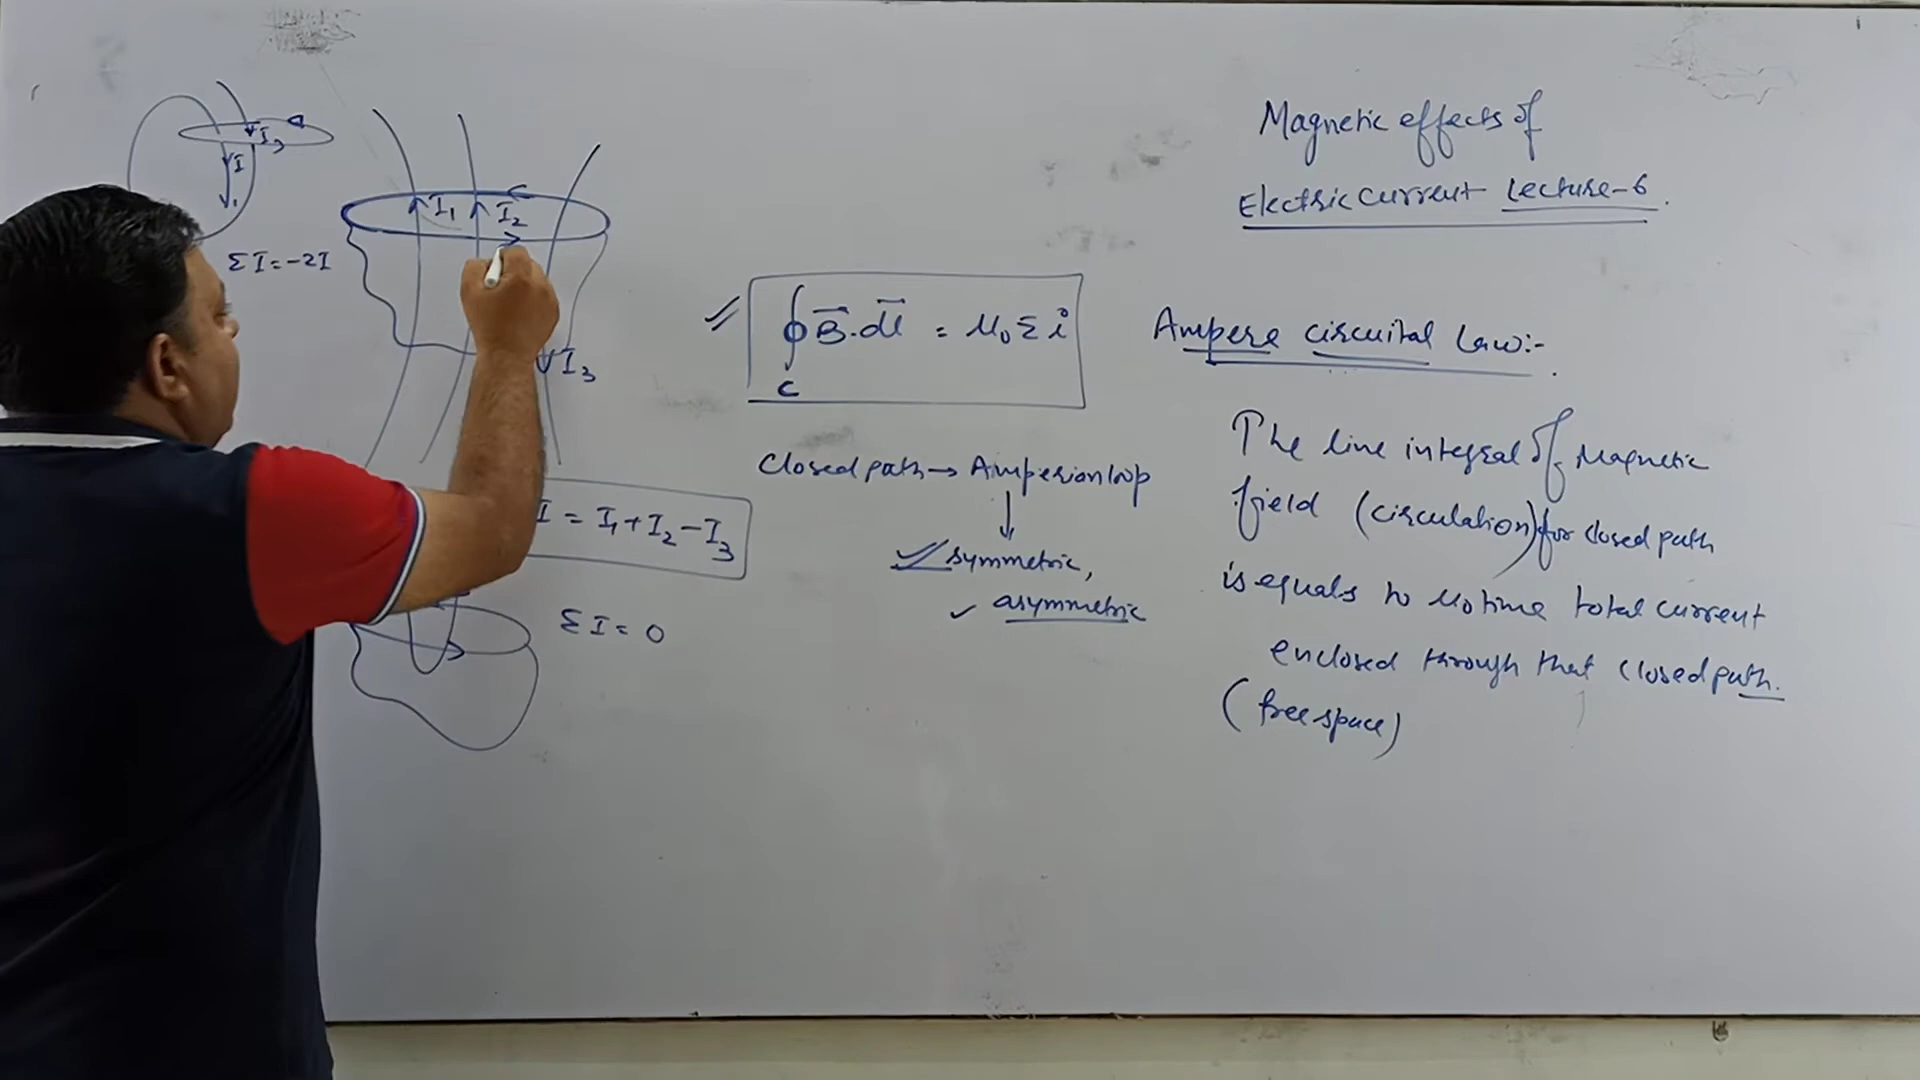 Magnetic effects of
Electric Current Lecture-6.
Ampere circuital Law:-
The line integral of Magnetic
field (circulation) for closed path
is equals to μ0 time total current
enclosed through that closed path.
(free space)
∮ B⃗.dl⃗ = μ0 Σ i
C
Closed path → Amperian loop
↓
symmetric,
asymmetric
I
I
ΣI = -2I
I1
I2
I3
I = I1 + I2 - I3
ΣI = 0